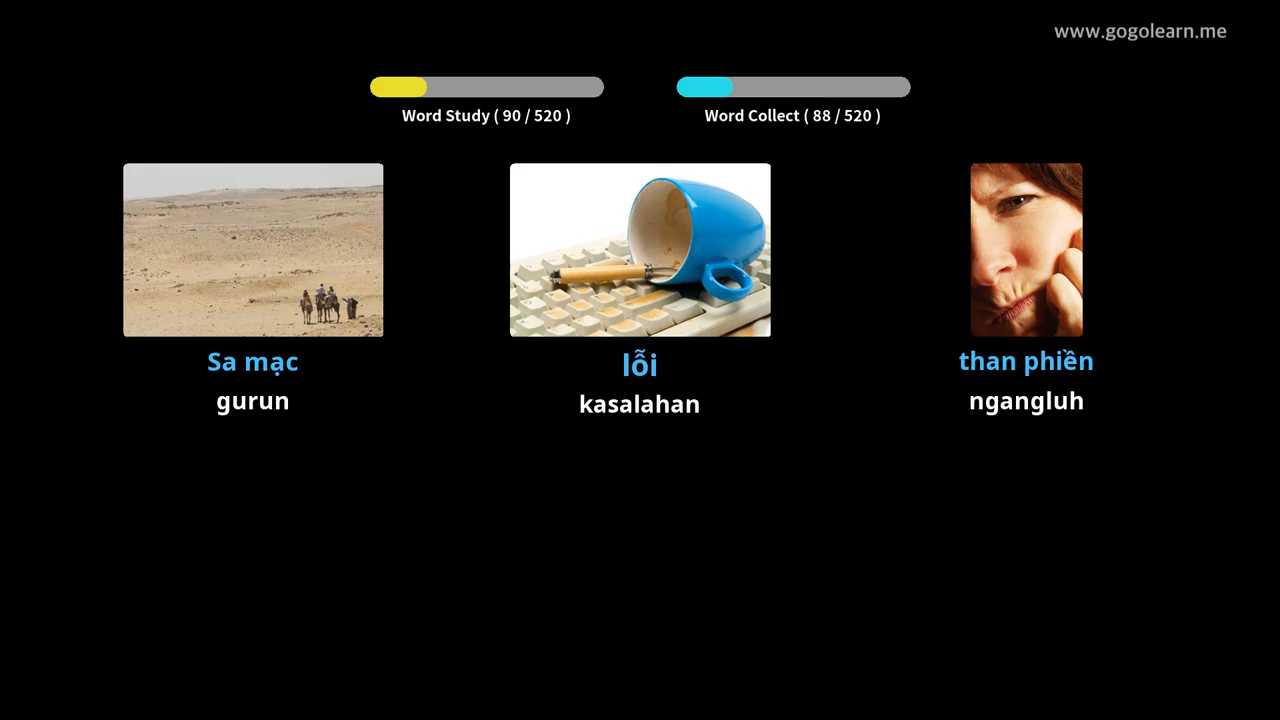 www.gogolearn.me
Word Study ( 90 / 520 )
Word Collect ( 88 / 520 )
Sa mạc
gurun
lỗi
kasalahan
than phiền
ngangluh